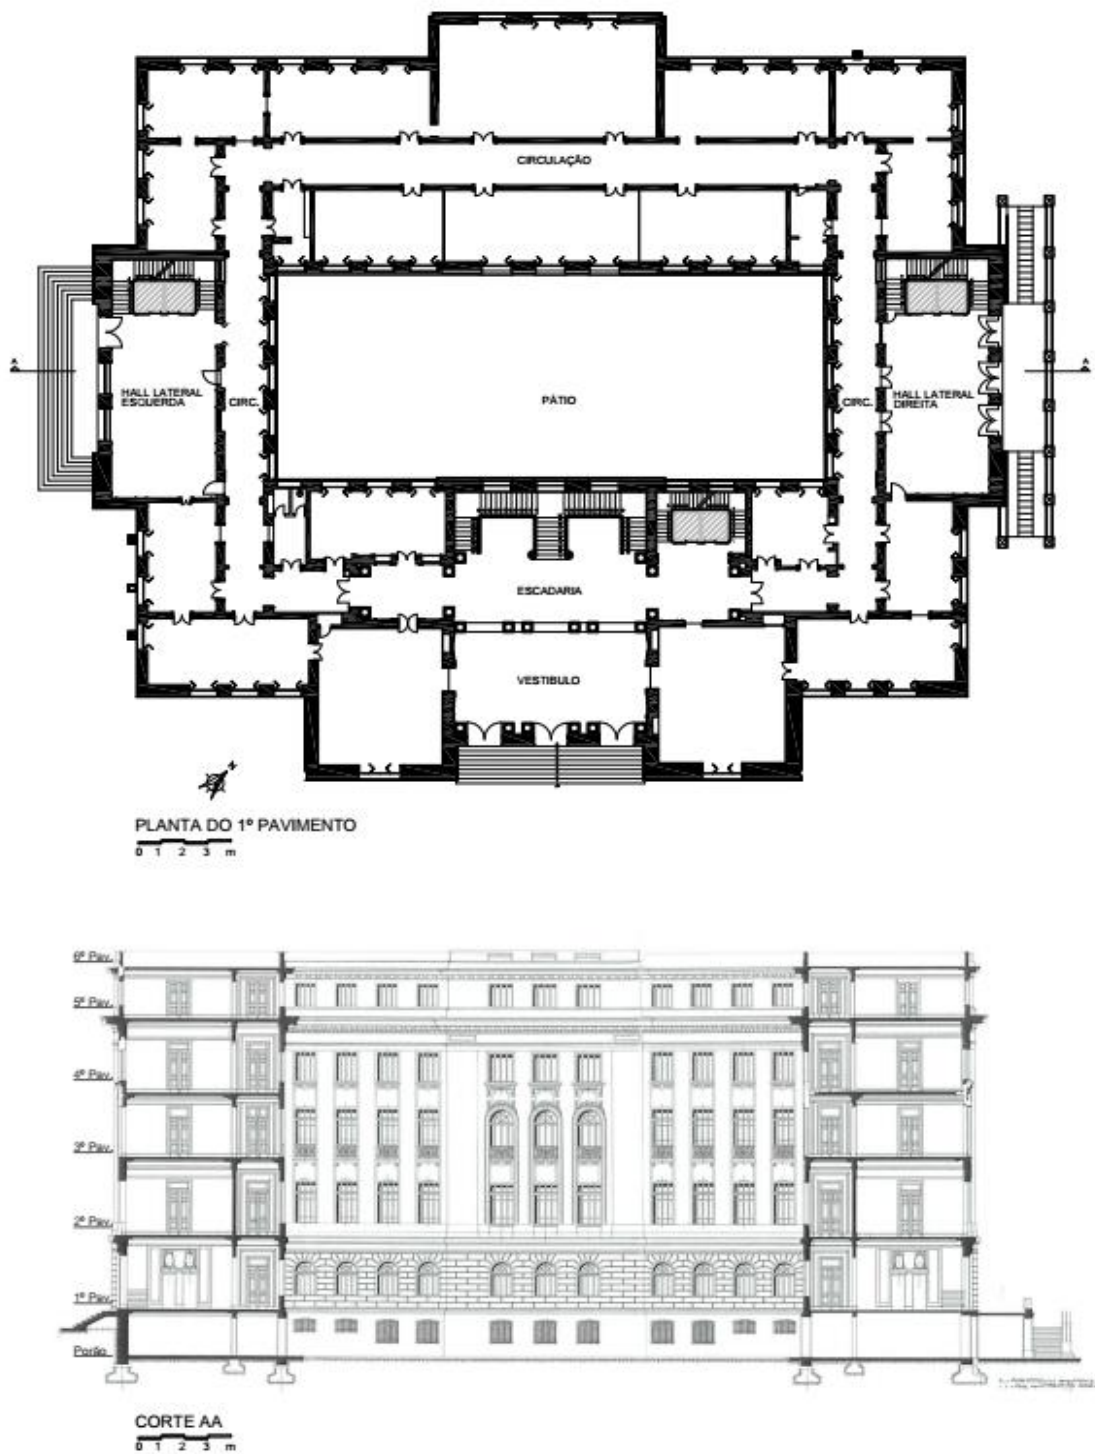 CIRCULAÇÃO
A
HALL LATERAL
ESQUERDA
CIRC.
PÁTIO
CIRC.
HALL LATERAL
DIREITA
A
ESCADARIA
VESTIBULO
N
PLANTA DO 1º PAVIMENTO
0 1 2 3 m
6º Pav.
5º Pav.
4º Pav.
3º Pav.
2º Pav.
1º Pav.
Porão
CORTE AA
0 1 2 3 m